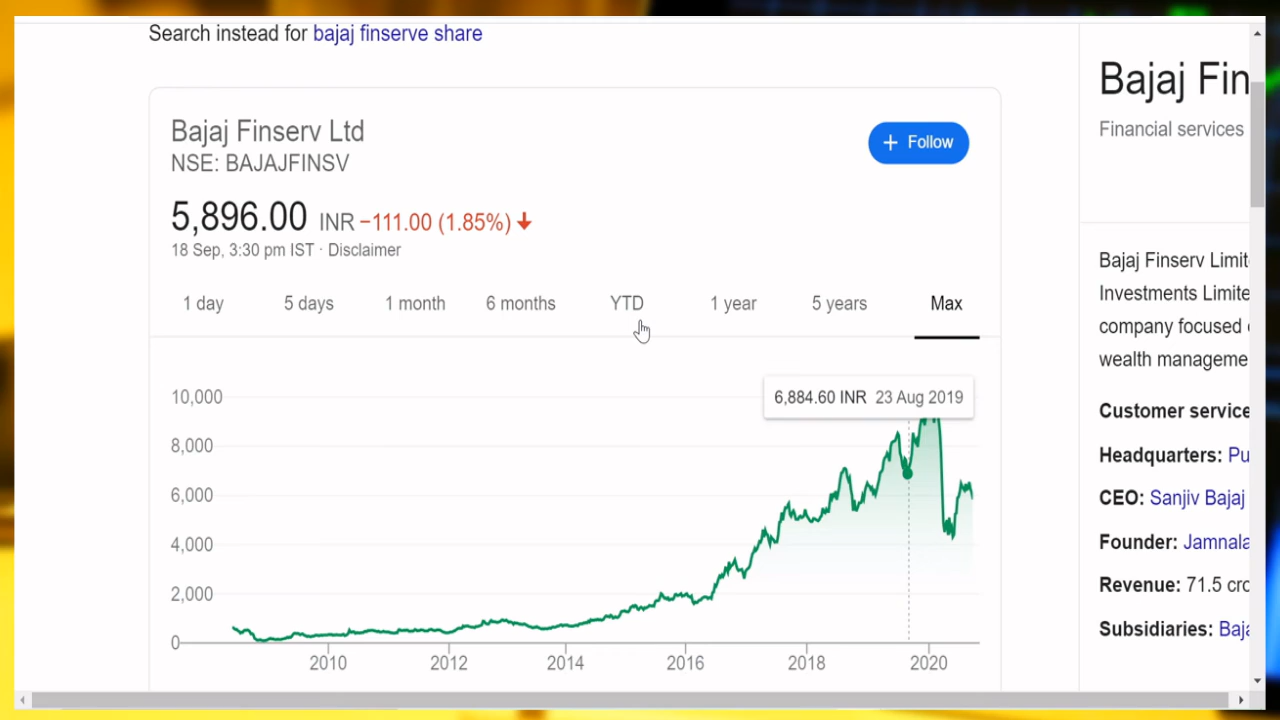 Search instead for bajaj finserve share
Bajaj Finserv Ltd
NSE: BAJAJFINSV
+ Follow
5,896.00 INR −111.00 (1.85%) ↓
18 Sep, 3:30 pm IST · Disclaimer
1 day 5 days 1 month 6 months YTD 1 year 5 years Max
6,884.60 INR 23 Aug 2019
10,000
8,000
6,000
4,000
2,000
0
2010 2012 2014 2016 2018 2020
Bajaj Fin
Financial services
Bajaj Finserv Limit
Investments Limite
company focused
wealth manageme
Customer service
Headquarters: Pu
CEO: Sanjiv Bajaj
Founder: Jamnala
Revenue: 71.5 cro
Subsidiaries: Baja